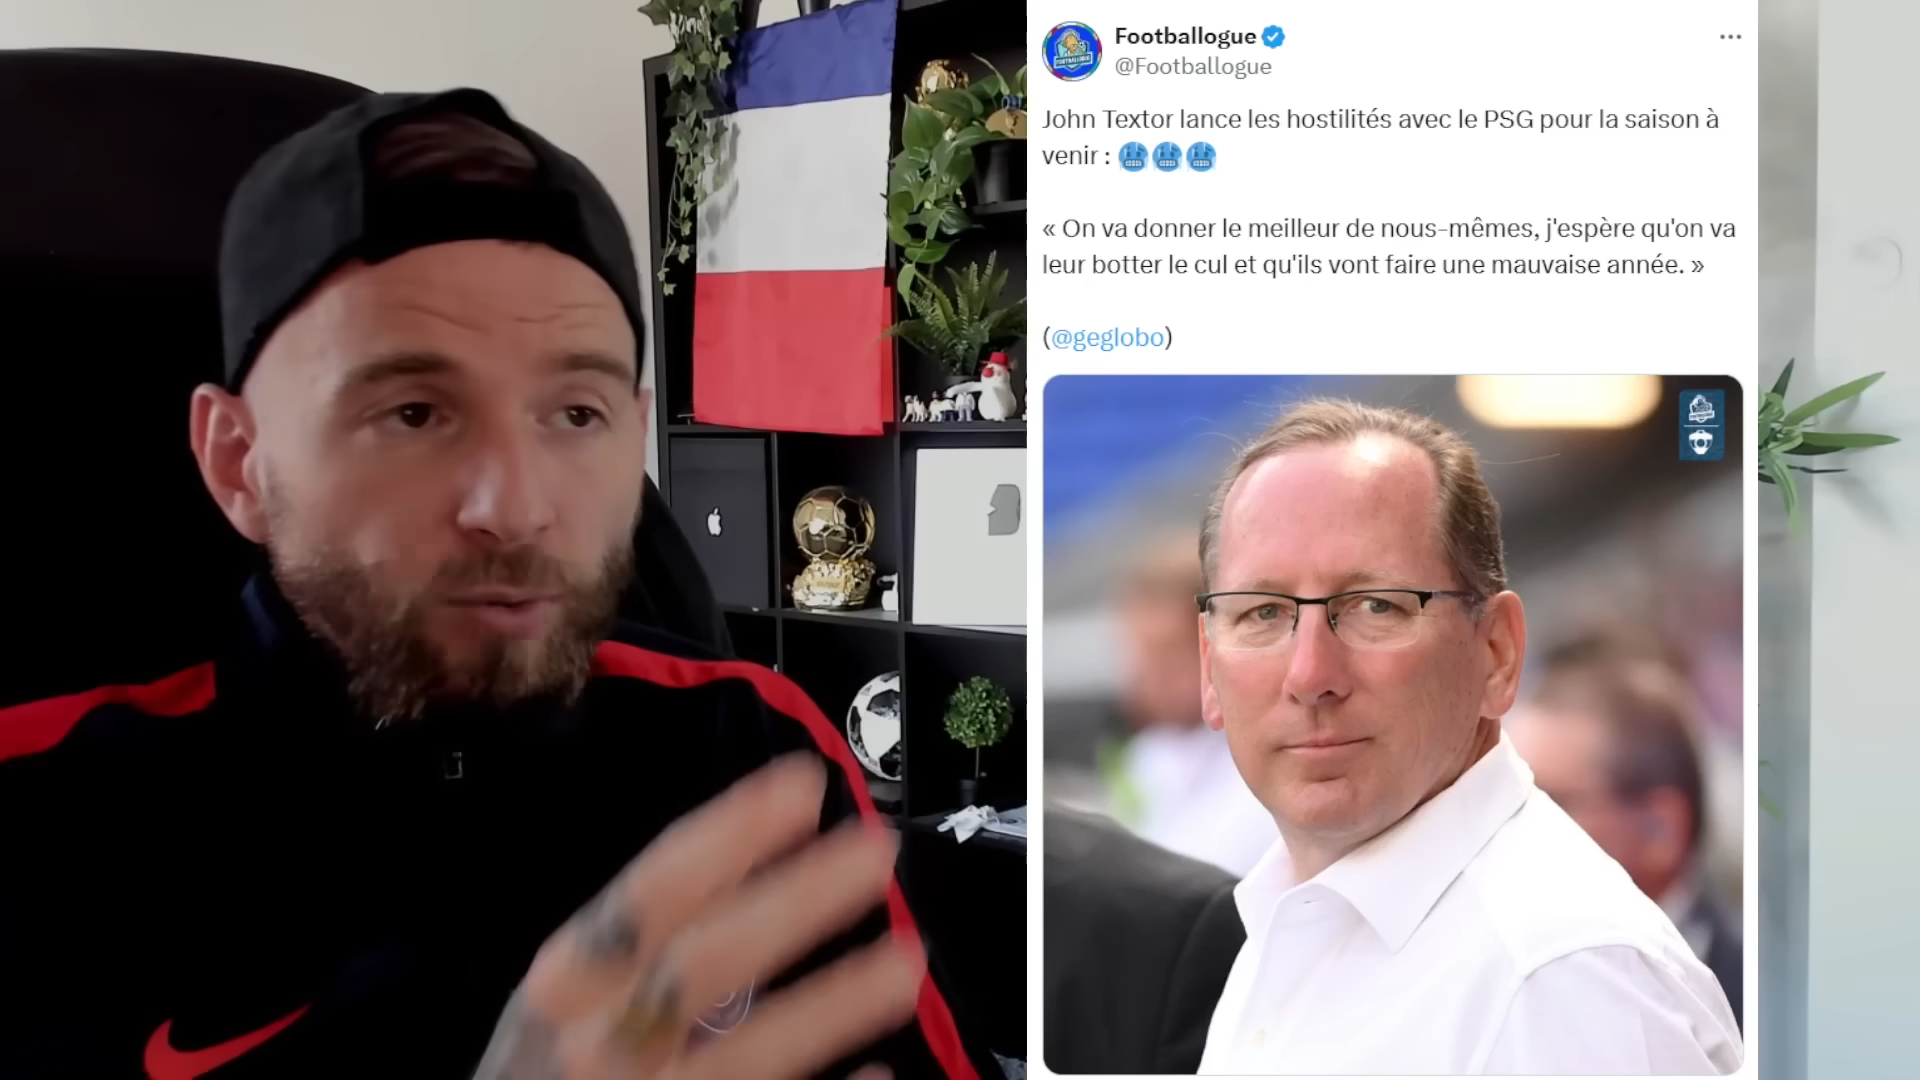 Footballogue
@Footballogue
John Textor lance les hostilités avec le PSG pour la saison à
venir : 🥶🥶🥶
« On va donner le meilleur de nous-mêmes, j'espère qu'on va
leur botter le cul et qu'ils vont faire une mauvaise année. »
(@geglobo)